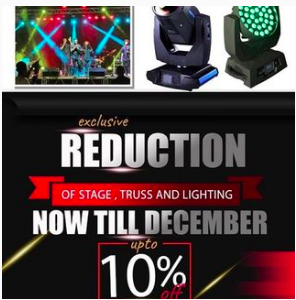 exclusive
REDUCTION
OF STAGE , TRUSS AND LIGHTING
NOW TILL DECEMBER
upto
10%
off